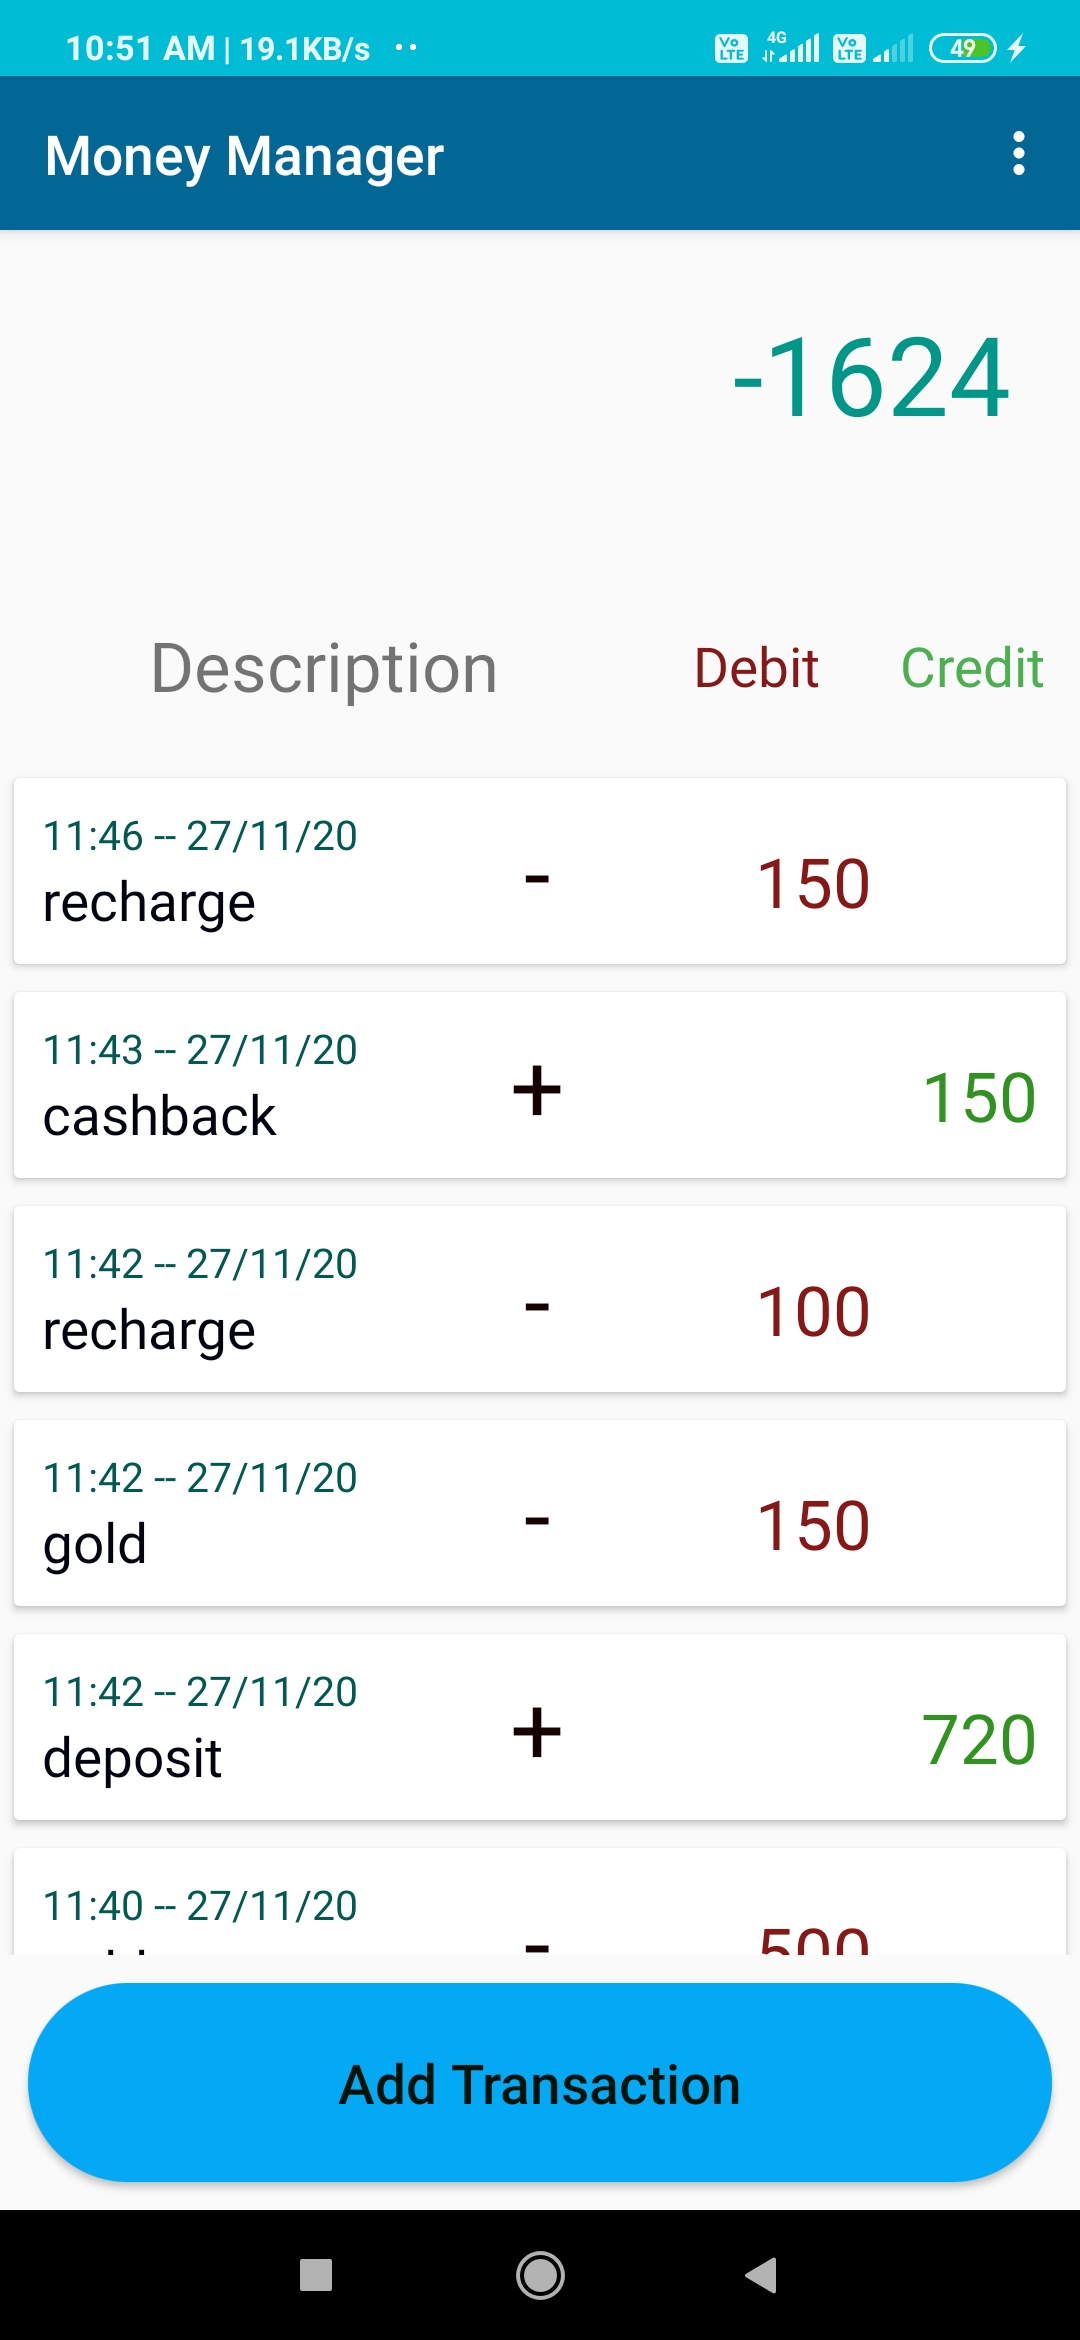 10:51 AM | 19.1KB/s ··
Vo LTE 4G Vo LTE 49
Money Manager
-1624
Description Debit Credit
11:46 -- 27/11/20
recharge - 150
11:43 -- 27/11/20
cashback + 150
11:42 -- 27/11/20
recharge - 100
11:42 -- 27/11/20
gold - 150
11:42 -- 27/11/20
deposit + 720
11:40 -- 27/11/20
- 500
Add Transaction